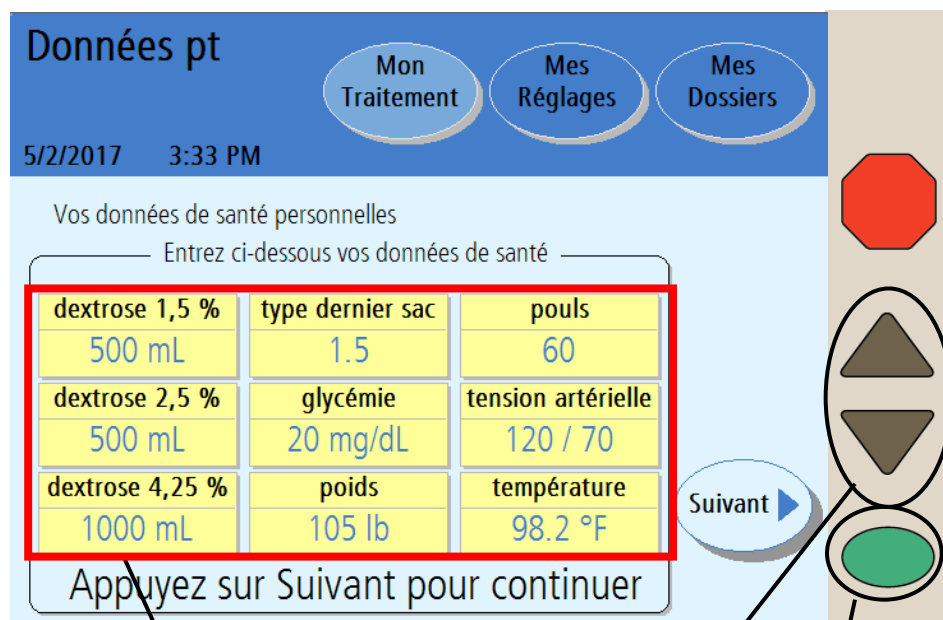 Données pt
Mon
Traitement
Mes
Réglages
Mes
Dossiers
5/2/2017 3:33 PM
Vos données de santé personnelles
Entrez ci-dessous vos données de santé
dextrose 1,5 % type dernier sac pouls
500 mL 1.5 60
dextrose 2,5 % glycémie tension artérielle
500 mL 20 mg/dL 120 / 70
dextrose 4,25 % poids température
1000 mL 105 lb 98.2 °F
Suivant
Appuyez sur Suivant pour continuer